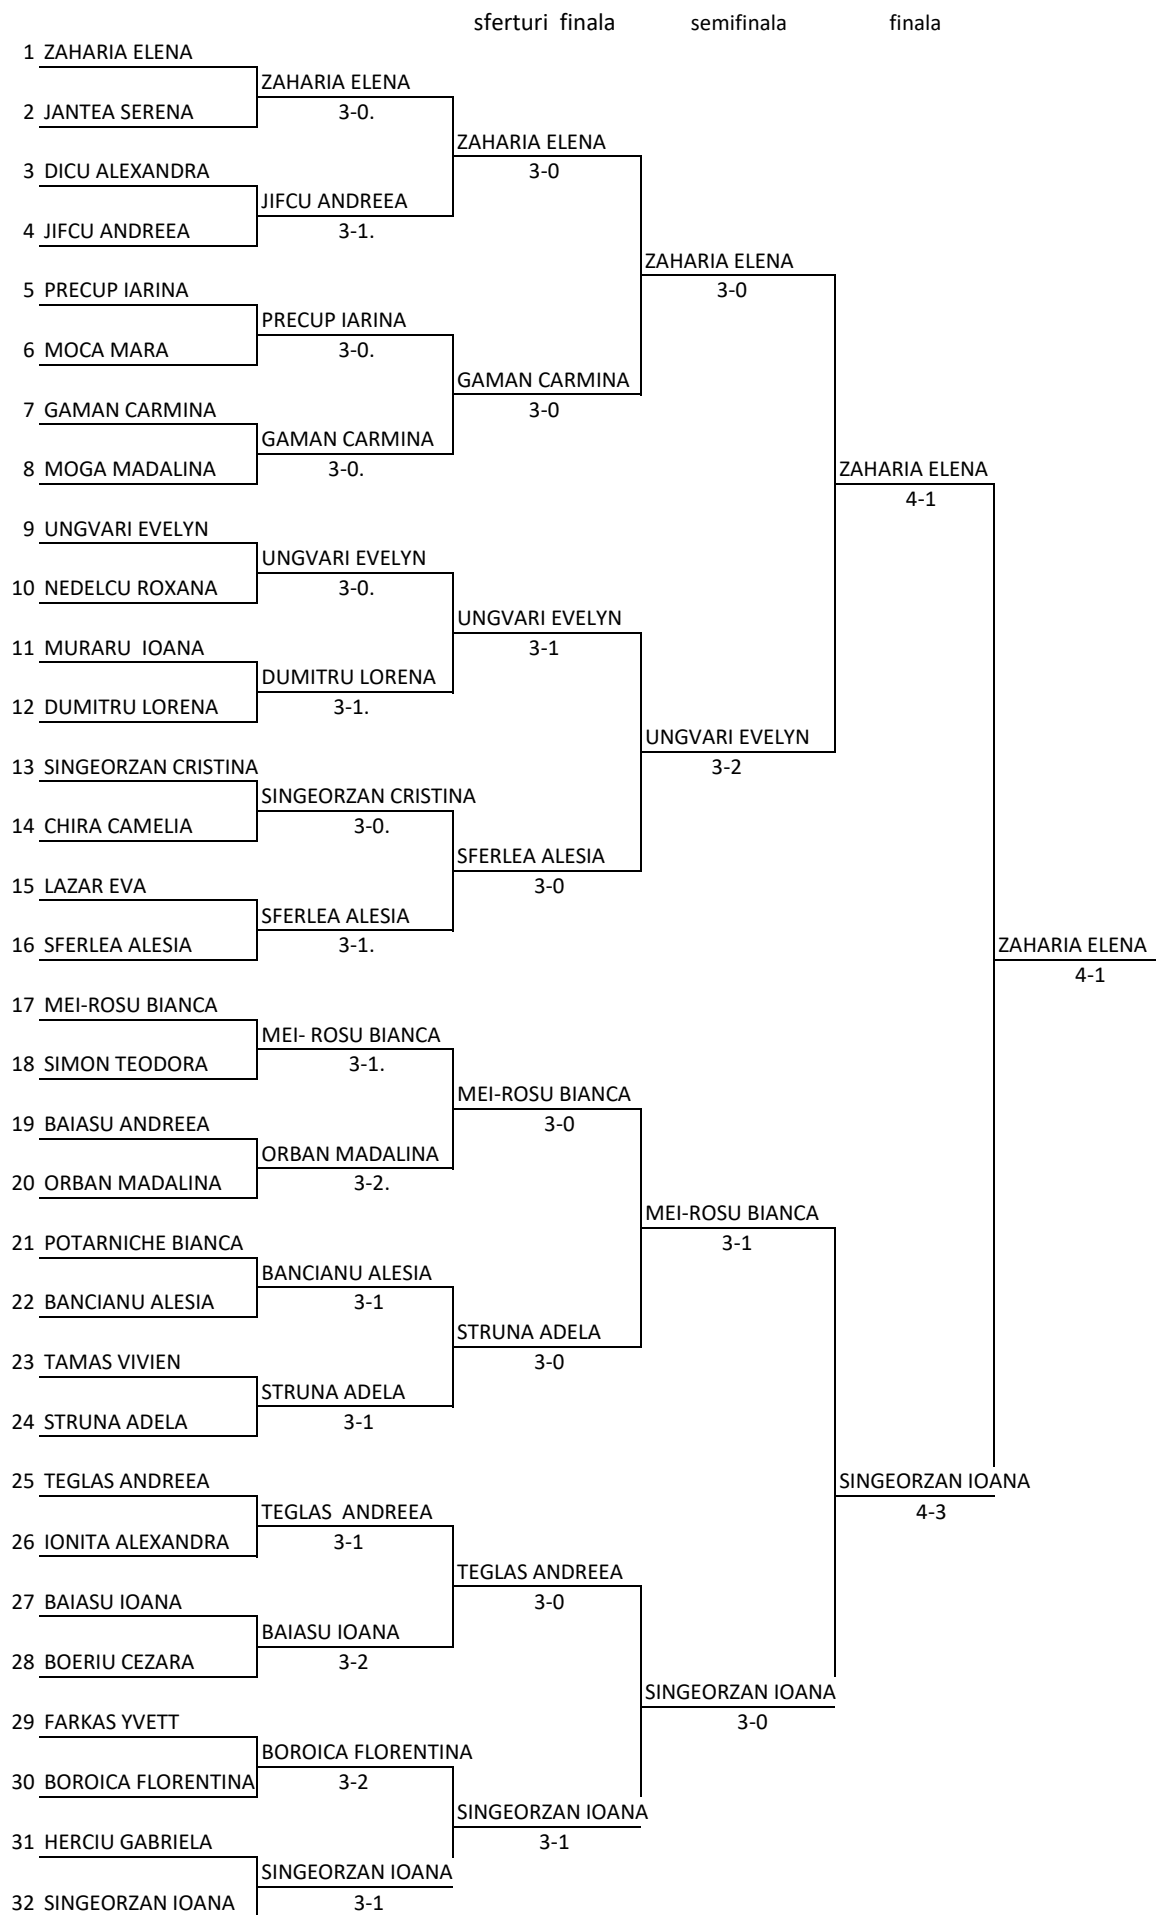 sferturi  finala semifinala finala
1 ZAHARIA ELENA
ZAHARIA ELENA
2 JANTEA SERENA 3-0.
ZAHARIA ELENA
3 DICU ALEXANDRA 3-0
JIFCU ANDREEA
4 JIFCU ANDREEA 3-1.
ZAHARIA ELENA
5 PRECUP IARINA 3-0
PRECUP IARINA
6 MOCA MARA 3-0.
GAMAN CARMINA
7 GAMAN CARMINA 3-0
GAMAN CARMINA
8 MOGA MADALINA 3-0. ZAHARIA ELENA
4-1
9 UNGVARI EVELYN
UNGVARI EVELYN
10 NEDELCU ROXANA 3-0.
UNGVARI EVELYN
11 MURARU  IOANA 3-1
DUMITRU LORENA
12 DUMITRU LORENA 3-1.
UNGVARI EVELYN
13 SINGEORZAN CRISTINA 3-2
SINGEORZAN CRISTINA
14 CHIRA CAMELIA 3-0.
SFERLEA ALESIA
15 LAZAR EVA 3-0
SFERLEA ALESIA
16 SFERLEA ALESIA 3-1. ZAHARIA ELENA
4-1
17 MEI-ROSU BIANCA
MEI- ROSU BIANCA
18 SIMON TEODORA 3-1.
MEI-ROSU BIANCA
19 BAIASU ANDREEA 3-0
ORBAN MADALINA
20 ORBAN MADALINA 3-2.
MEI-ROSU BIANCA
21 POTARNICHE BIANCA 3-1
BANCIANU ALESIA
22 BANCIANU ALESIA 3-1
STRUNA ADELA
23 TAMAS VIVIEN 3-0
STRUNA ADELA
24 STRUNA ADELA 3-1
25 TEGLAS ANDREEA SINGEORZAN IOANA
TEGLAS  ANDREEA 4-3
26 IONITA ALEXANDRA 3-1
TEGLAS ANDREEA
27 BAIASU IOANA 3-0
BAIASU IOANA
28 BOERIU CEZARA 3-2
SINGEORZAN IOANA
29 FARKAS YVETT 3-0
BOROICA FLORENTINA
30 BOROICA FLORENTINA 3-2
SINGEORZAN IOANA
31 HERCIU GABRIELA 3-1
SINGEORZAN IOANA
32 SINGEORZAN IOANA 3-1